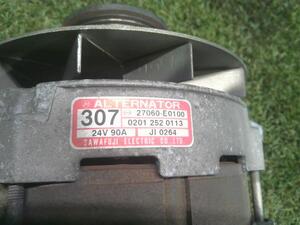 ALTERNATOR
307 27060-E0100
0201 252 0113
24V 90A JI 0264
SAWAFUJI ELECTRIC CO.,LTD.